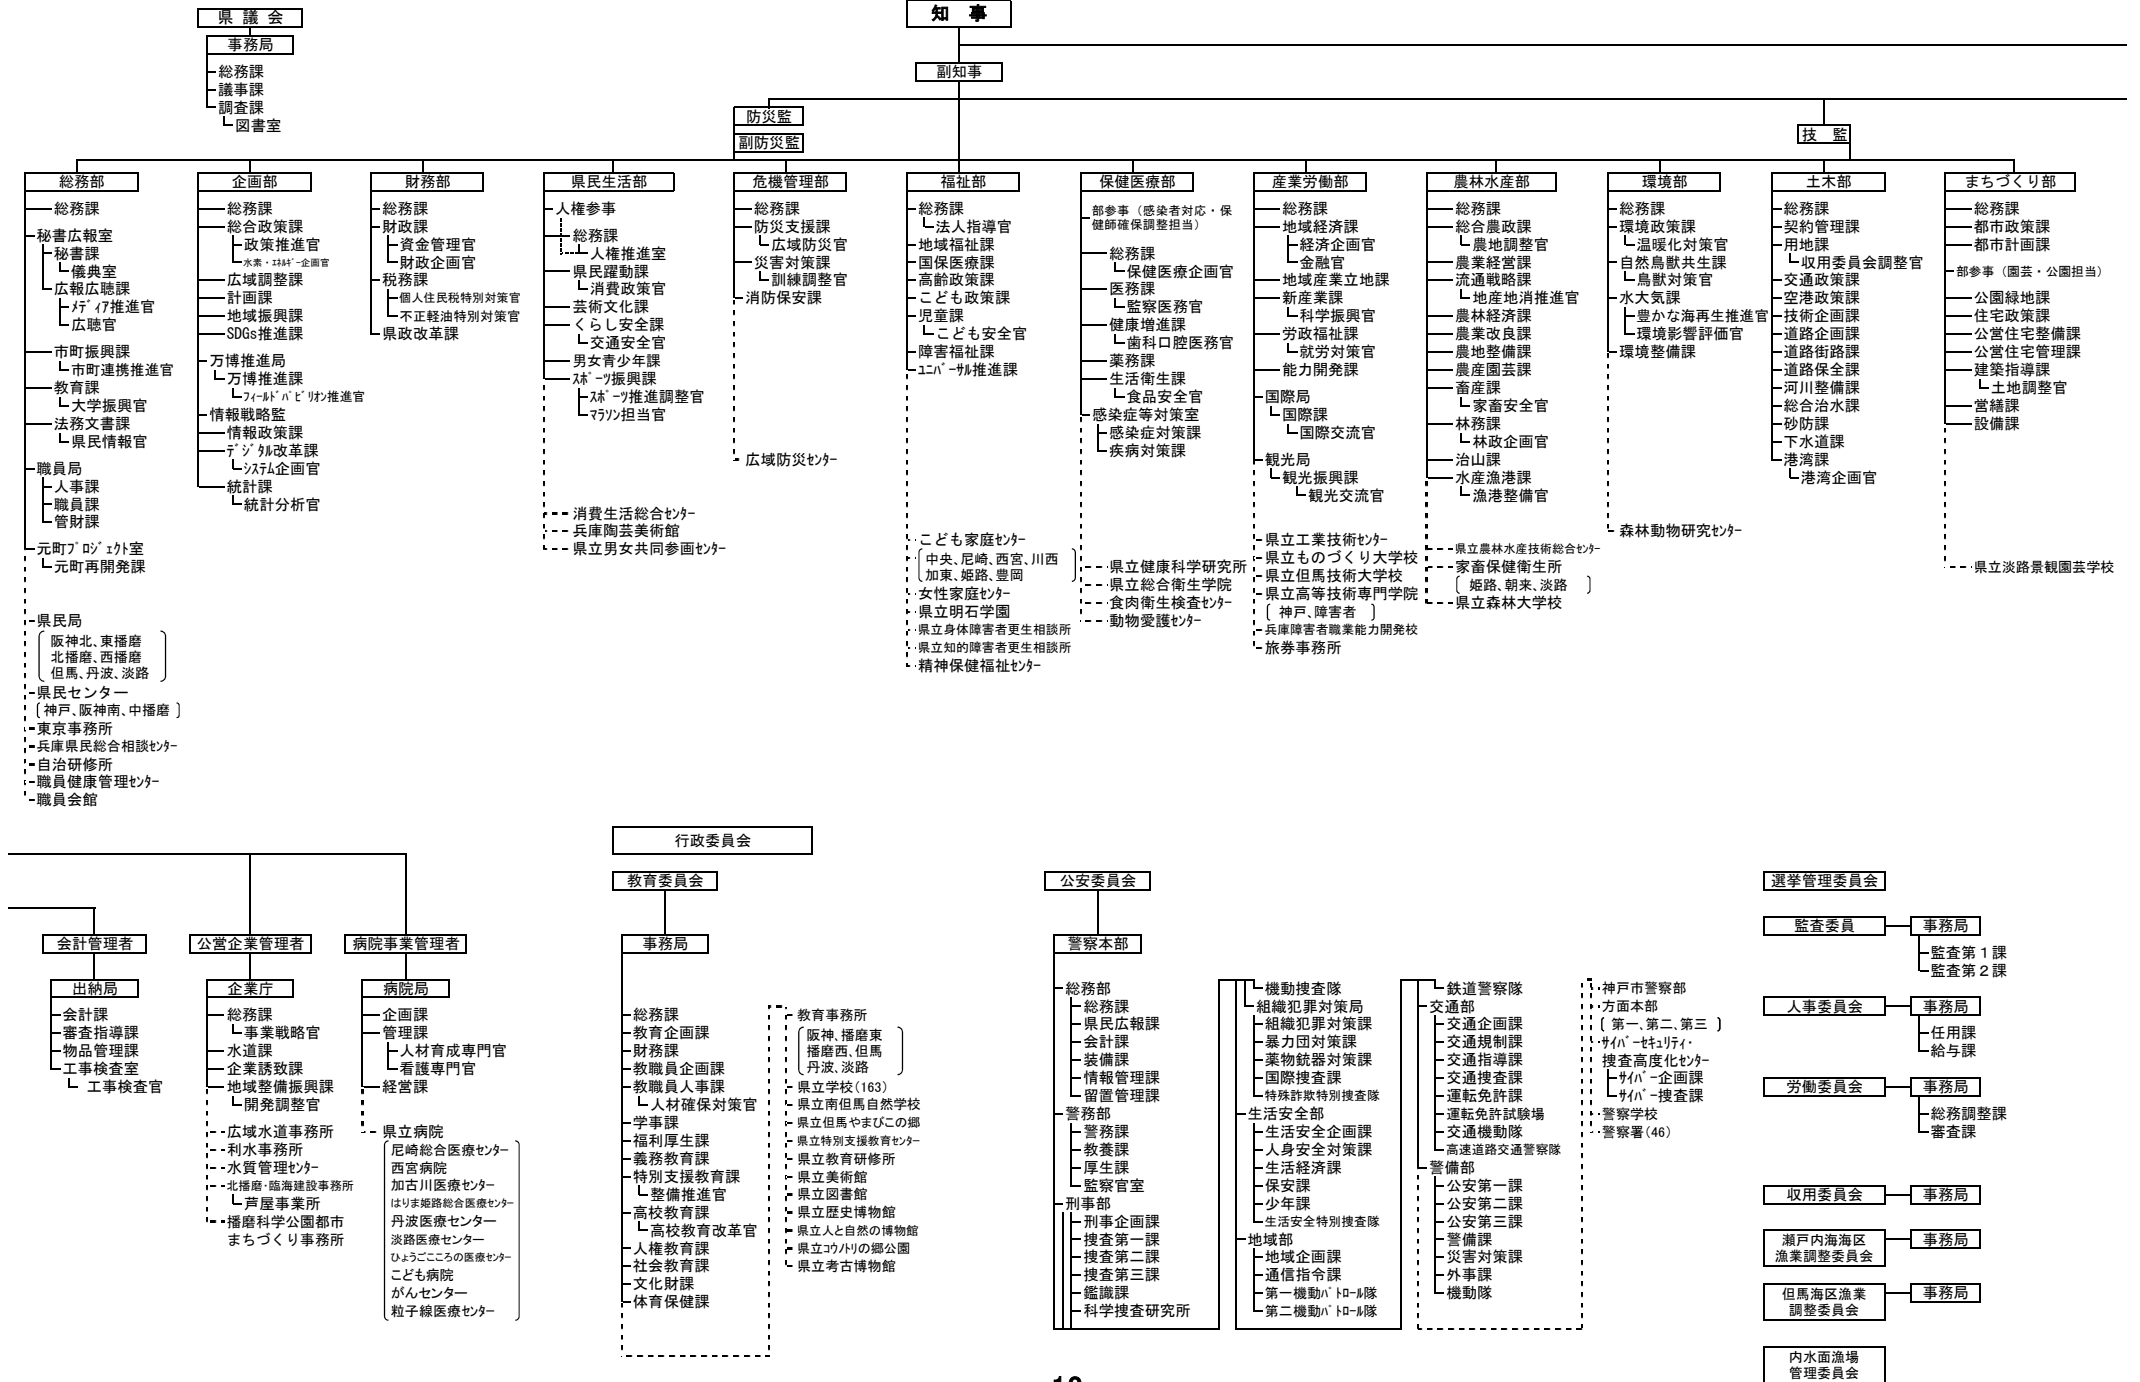 県 議 会
事務局
総務課
議事課
調査課
図書室
知 事
副知事
防災監
副防災監
技 監
総務部
総務課
秘書広報室
秘書課
儀典室
広報広聴課
ﾒﾃﾞｨｱ推進官
広聴官
市町振興課
市町連携推進官
教育課
大学振興官
法務文書課
県民情報官
職員局
人事課
職員課
管財課
元町ﾌﾟﾛｼﾞｪｸﾄ室
元町再開発課
県民局
阪神北、東播磨
北播磨、西播磨
但馬、丹波、淡路
県民センター
〔神戸、阪神南、中播磨〕
東京事務所
兵庫県民総合相談ｾﾝﾀｰ
自治研修所
職員健康管理ｾﾝﾀｰ
職員会館
企画部
総務課
総合政策課
政策推進官
水素・ｴﾈﾙｷﾞｰ企画官
広域調整課
計画課
地域振興課
SDGs推進課
万博推進局
万博推進課
ﾌｨｰﾙﾄﾞﾊﾟﾋﾞﾘｵﾝ推進官
情報戦略監
情報政策課
ﾃﾞｼﾞﾀﾙ改革課
ｼｽﾃﾑ企画官
統計課
統計分析官
財務部
総務課
財政課
資金管理官
財政企画官
税務課
個人住民税特別対策官
不正軽油特別対策官
県政改革課
県民生活部
人権参事
総務課
人権推進室
県民躍動課
消費政策官
芸術文化課
くらし安全課
交通安全官
男女青少年課
ｽﾎﾟｰﾂ振興課
ｽﾎﾟｰﾂ推進調整官
ﾏﾗｿﾝ担当官
消費生活総合ｾﾝﾀｰ
兵庫陶芸美術館
県立男女共同参画ｾﾝﾀｰ
危機管理部
総務課
防災支援課
広域防災官
災害対策課
訓練調整官
消防保安課
広域防災ｾﾝﾀｰ
福祉部
総務課
法人指導官
地域福祉課
国保医療課
高齢政策課
こども政策課
児童課
こども安全官
障害福祉課
ﾕﾆﾊﾞｰｻﾙ推進課
こども家庭ｾﾝﾀｰ
中央、尼崎、西宮、川西
加東、姫路、豊岡
女性家庭ｾﾝﾀｰ
県立明石学園
県立身体障害者更生相談所
県立知的障害者更生相談所
精神保健福祉ｾﾝﾀｰ
保健医療部
部参事（感染者対応・保
健師確保調整担当）
総務課
保健医療企画官
医務課
監察医務官
健康増進課
歯科口腔医務官
薬務課
生活衛生課
食品安全官
感染症等対策室
感染症対策課
疾病対策課
県立健康科学研究所
県立総合衛生学院
食肉衛生検査ｾﾝﾀｰ
動物愛護ｾﾝﾀｰ
産業労働部
総務課
地域経済課
経済企画官
金融官
地域産業立地課
新産業課
科学振興官
労政福祉課
就労対策官
能力開発課
国際局
国際課
国際交流官
観光局
観光振興課
観光交流官
県立工業技術ｾﾝﾀｰ
県立ものづくり大学校
県立但馬技術大学校
県立高等技術専門学院
〔 神戸、障害者 〕
兵庫障害者職業能力開発校
旅券事務所
農林水産部
総務課
総合農政課
農地調整官
農業経営課
流通戦略課
地産地消推進官
農林経済課
農業改良課
農地整備課
農産園芸課
畜産課
家畜安全官
林務課
林政企画官
治山課
水産漁港課
漁港整備官
県立農林水産技術総合ｾﾝﾀｰ
家畜保健衛生所
〔 姫路、朝来、淡路 〕
県立森林大学校
環境部
総務課
環境政策課
温暖化対策官
自然鳥獣共生課
鳥獣対策官
水大気課
豊かな海再生推進官
環境影響評価官
環境整備課
森林動物研究ｾﾝﾀｰ
土木部
総務課
契約管理課
用地課
収用委員会調整官
交通政策課
空港政策課
技術企画課
道路企画課
道路街路課
道路保全課
河川整備課
総合治水課
砂防課
下水道課
港湾課
港湾企画官
まちづくり部
総務課
都市政策課
都市計画課
部参事（園芸・公園担当）
公園緑地課
住宅政策課
公営住宅整備課
公営住宅管理課
建築指導課
土地調整官
営繕課
設備課
県立淡路景観園芸学校
会計管理者
出納局
会計課
審査指導課
物品管理課
工事検査室
工事検査官
公営企業管理者
企業庁
総務課
事業戦略官
水道課
企業誘致課
地域整備振興課
開発調整官
広域水道事務所
利水事務所
水質管理ｾﾝﾀｰ
北播磨･臨海建設事務所
芦屋事業所
播磨科学公園都市
まちづくり事務所
病院事業管理者
病院局
企画課
管理課
人材育成専門官
看護専門官
経営課
県立病院
尼崎総合医療ｾﾝﾀｰ
西宮病院
加古川医療ｾﾝﾀｰ
はりま姫路総合医療ｾﾝﾀｰ
丹波医療センター
淡路医療センター
ひょうごこころの医療ｾﾝﾀｰ
こども病院
がんセンター
粒子線医療ｾﾝﾀｰ
行政委員会
教育委員会
事務局
総務課
教育企画課
財務課
教職員企画課
教職員人事課
人材確保対策官
学事課
福利厚生課
義務教育課
特別支援教育課
整備推進官
高校教育課
高校教育改革官
人権教育課
社会教育課
文化財課
体育保健課
教育事務所
阪神、播磨東
播磨西、但馬
丹波、淡路
県立学校(163)
県立南但馬自然学校
県立但馬やまびこの郷
県立特別支援教育ｾﾝﾀｰ
県立教育研修所
県立美術館
県立図書館
県立歴史博物館
県立人と自然の博物館
県立ｺｳﾉﾄﾘの郷公園
県立考古博物館
公安委員会
警察本部
総務部
総務課
県民広報課
会計課
装備課
情報管理課
留置管理課
警務部
警務課
教養課
厚生課
監察官室
刑事部
刑事企画課
捜査第一課
捜査第二課
捜査第三課
鑑識課
科学捜査研究所
機動捜査隊
組織犯罪対策局
組織犯罪対策課
暴力団対策課
薬物銃器対策課
国際捜査課
特殊詐欺特別捜査隊
生活安全部
生活安全企画課
人身安全対策課
生活経済課
保安課
少年課
生活安全特別捜査隊
地域部
地域企画課
通信指令課
第一機動ﾊﾟﾄﾛｰﾙ隊
第二機動ﾊﾟﾄﾛｰﾙ隊
鉄道警察隊
交通部
交通企画課
交通規制課
交通指導課
交通捜査課
運転免許課
運転免許試験場
交通機動隊
高速道路交通警察隊
警備部
公安第一課
公安第二課
公安第三課
警備課
災害対策課
外事課
機動隊
神戸市警察部
方面本部
〔 第一、第二、第三 〕
ｻｲﾊﾞｰｾｷｭﾘﾃｨ･
捜査高度化ｾﾝﾀｰ
ｻｲﾊﾞｰ企画課
ｻｲﾊﾞｰ捜査課
警察学校
警察署(46)
選挙管理委員会
監査委員
事務局
監査第１課
監査第２課
人事委員会
事務局
任用課
給与課
労働委員会
事務局
総務調整課
審査課
収用委員会
事務局
瀬戸内海海区
漁業調整委員会
事務局
但馬海区漁業
調整委員会
事務局
内水面漁場
管理委員会